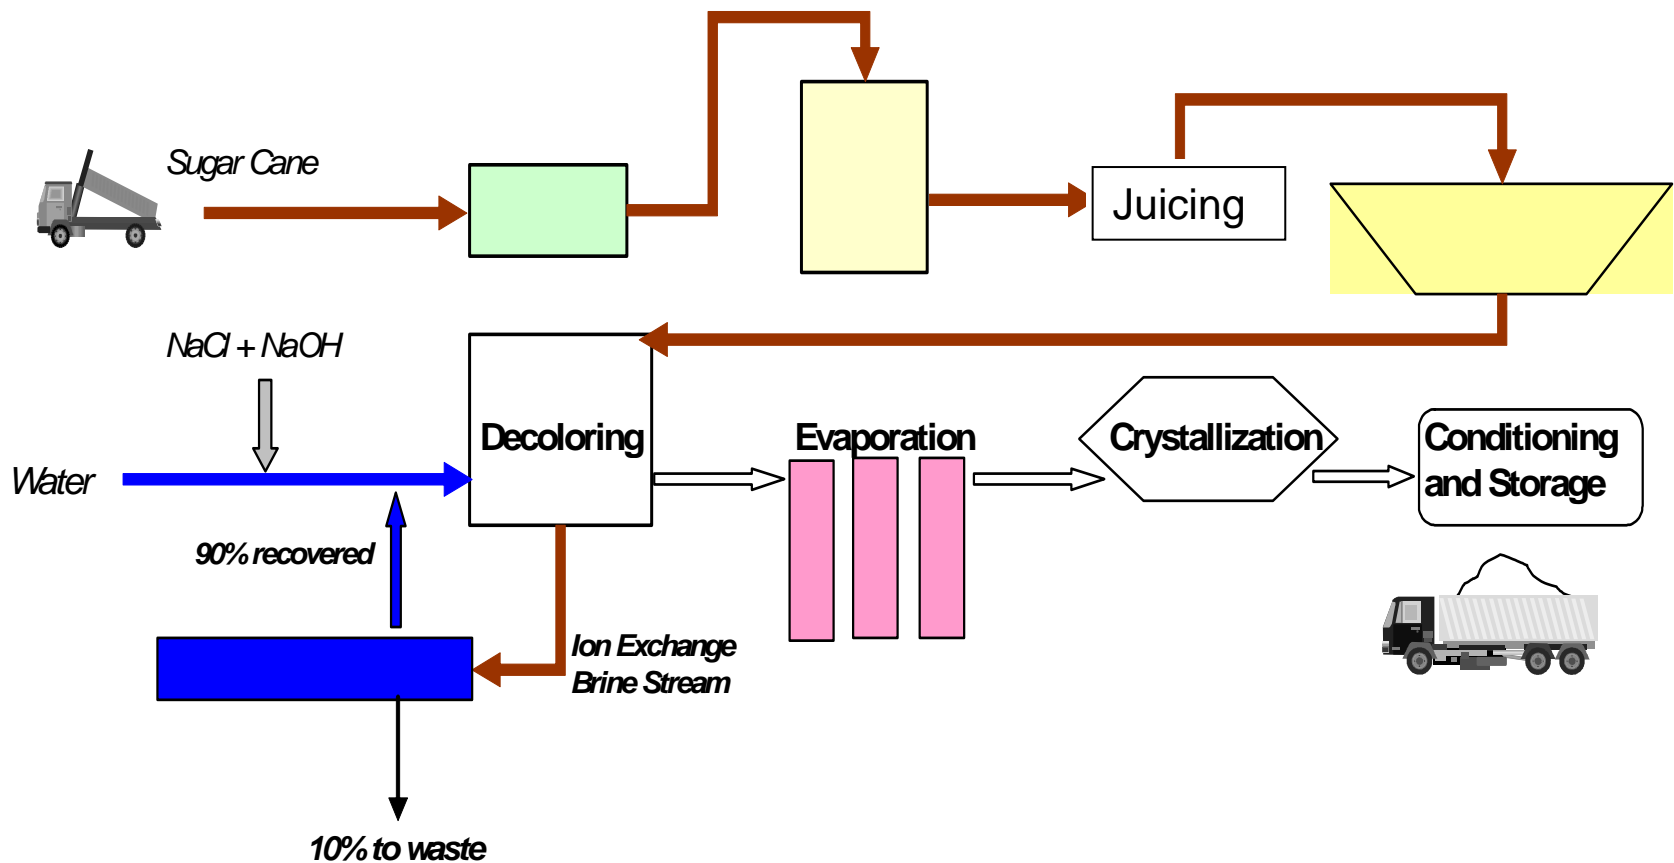 Sugar Cane
Juicing
NaCl + NaOH
Decoloring
Evaporation
Crystallization
Conditioning
and Storage
Water
90% recovered
Ion Exchange
Brine Stream
10% to waste